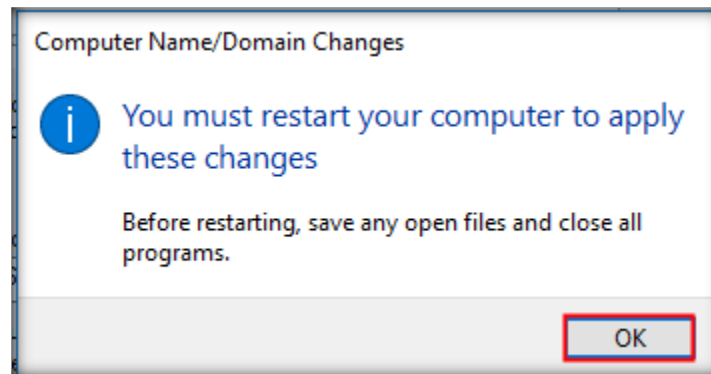 Computer Name/Domain Changes
You must restart your computer to apply
these changes
Before restarting, save any open files and close all
programs.
OK